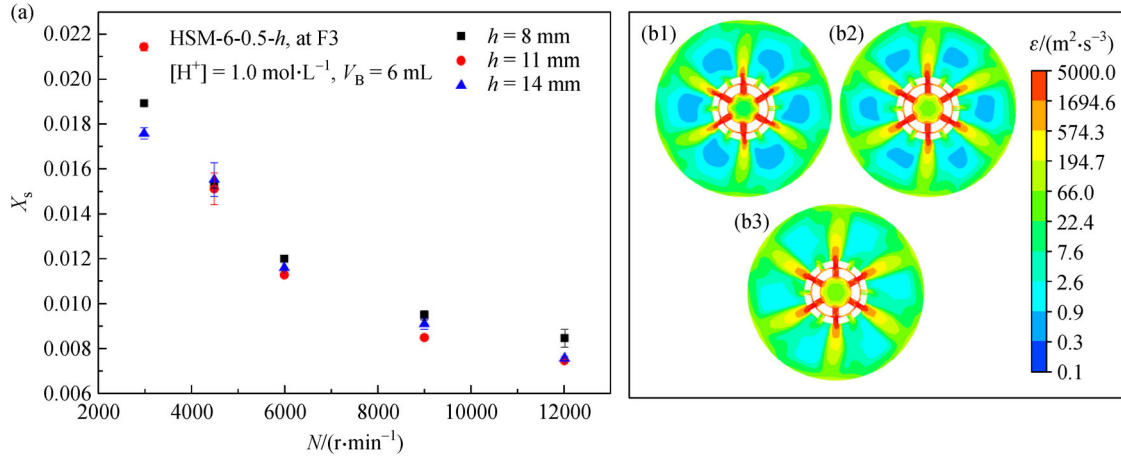 (a)
0.022
0.020
0.018
0.016
0.014
0.012
0.010
0.008
0.006
X_s
HSM-6-0.5-h, at F3
[H⁺] = 1.0 mol·L⁻¹, V_B = 6 mL
h = 8 mm
h = 11 mm
h = 14 mm
2000 4000 6000 8000 10000 12000
N/(r·min⁻¹)
(b1)
(b2)
(b3)
ε/(m²·s⁻³)
5000.0
1694.6
574.3
194.7
66.0
22.4
7.6
2.6
0.9
0.3
0.1